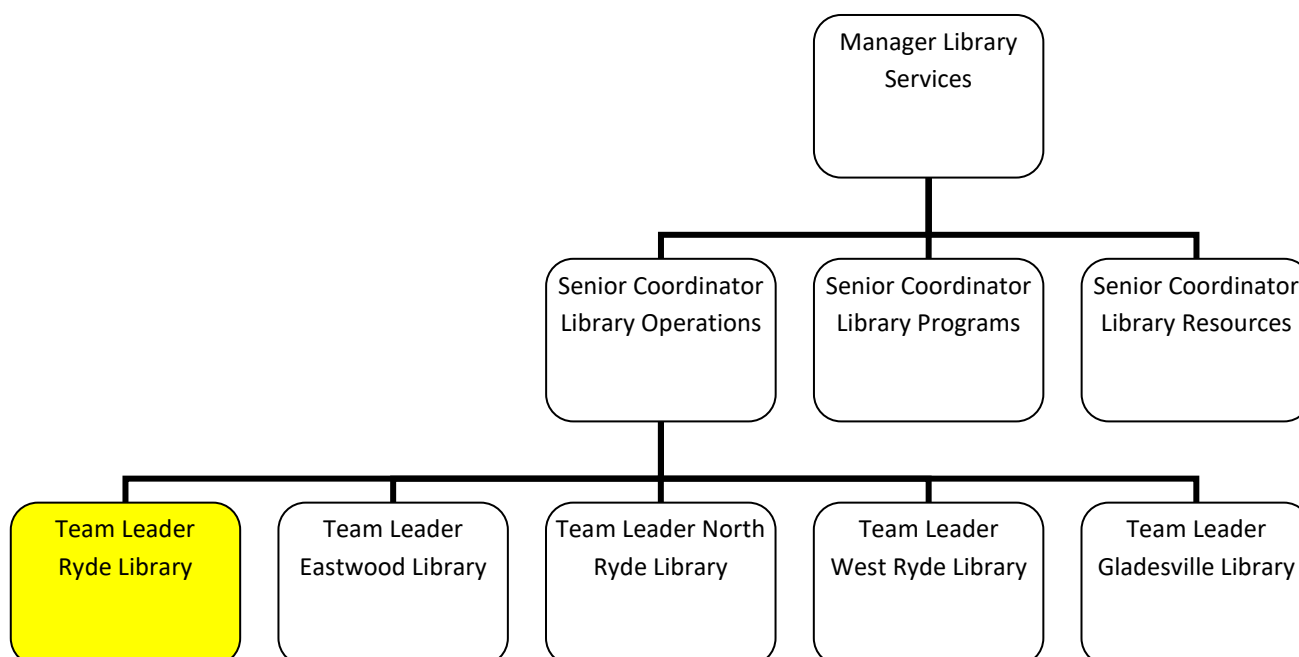 Manager Library
Services
Senior Coordinator
Library Operations
Senior Coordinator
Library Programs
Senior Coordinator
Library Resources
Team Leader
Ryde Library
Team Leader
Eastwood Library
Team Leader North
Ryde Library
Team Leader
West Ryde Library
Team Leader
Gladesville Library